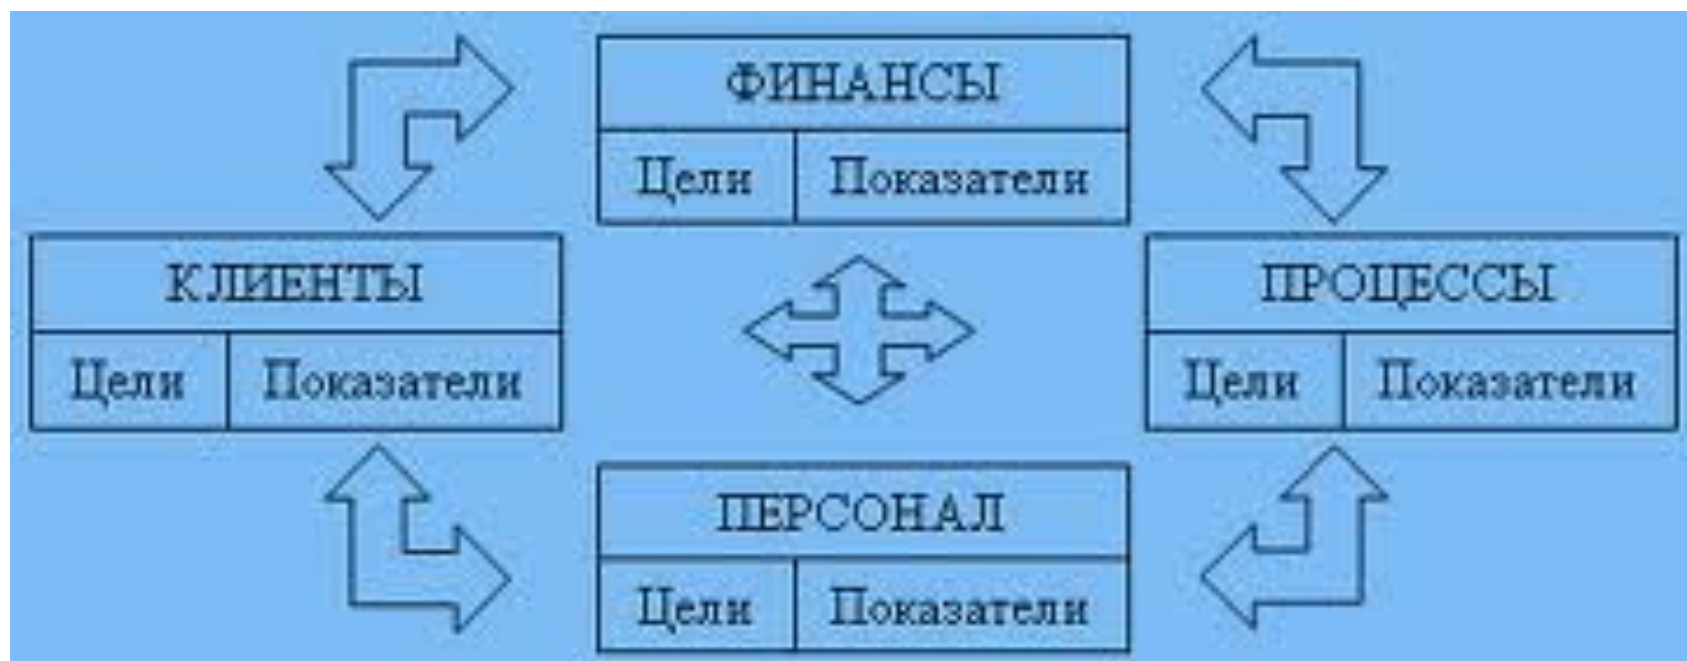 ФИНАНСЫ
Цели Показатели
КЛИЕНТЫ
Цели Показатели
ПРОЦЕССЫ
Цели Показатели
ПЕРСОНАЛ
Цели Показатели